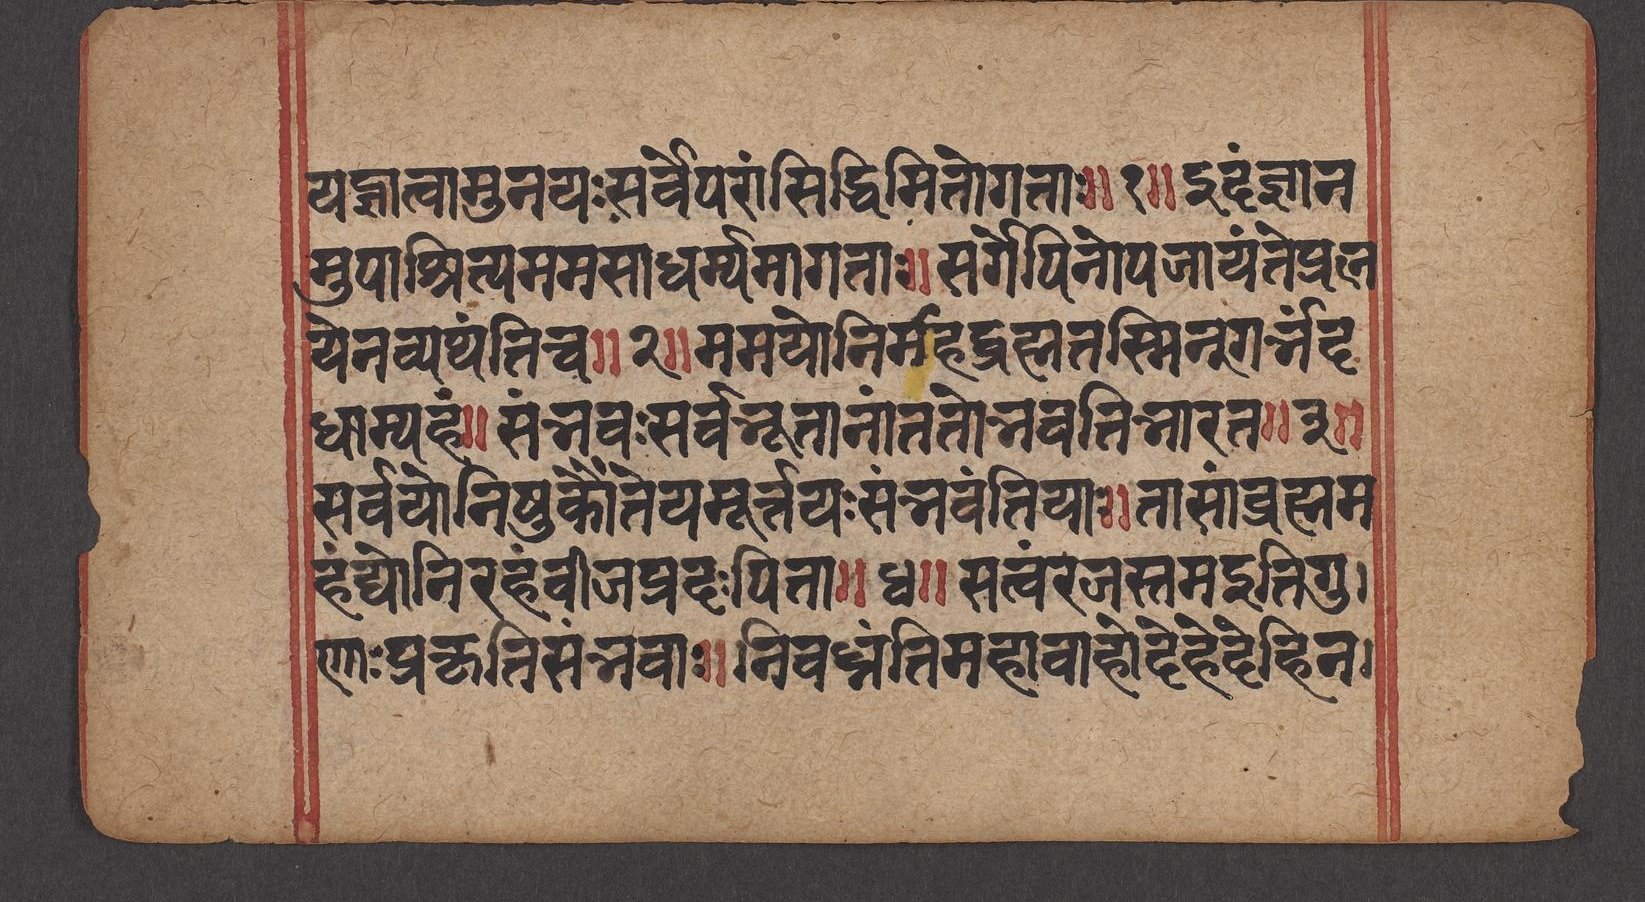 यज्ज्ञात्वामुनयःसर्वेपरांसिद्धिमितोगताः॥१॥इदंज्ञान
मुपाश्रित्यममसाधर्म्यमागताः॥सर्गेपिनोपजायंतेप्रल
येनव्यथंतिच॥२॥ममयोनिर्महद्ब्रह्मतस्मिन्गर्भंद
धाम्यहं॥संभवःसर्वभूतानांततोभवतिभारत॥३॥
सर्वयोनिषुकौंतेयमूर्त्तयःसंभवंतियाः॥तासांब्रह्मम
हंद्योनिरहंवीजप्रदःपिता॥४॥सत्वंरजस्तमइतिगु।
णाःप्रकृतिसंभवाः॥निवध्नंतिमहावाहोदेहेदेहिन।